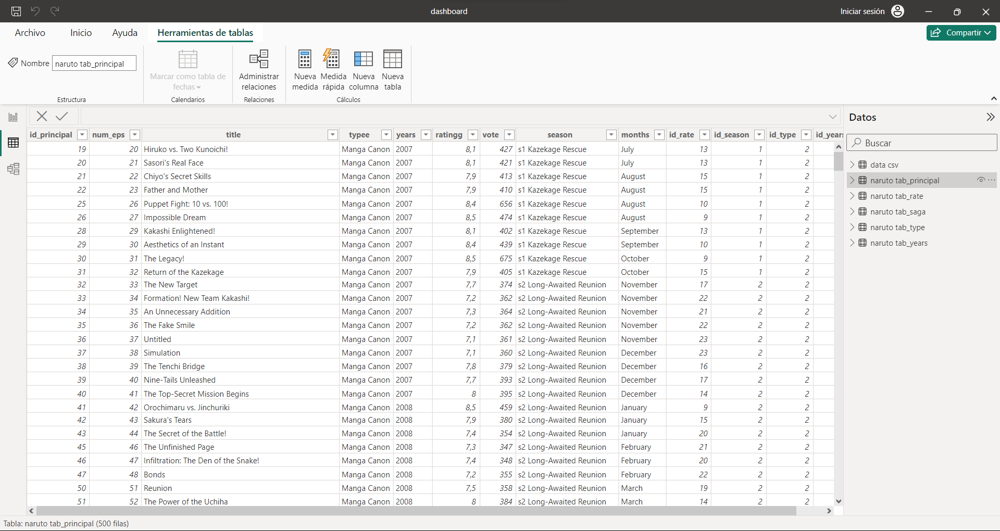 dashboard
Iniciar sesión
Archivo Inicio Ayuda Herramientas de tablas Compartir
Nombre naruto tab_principal
Marcar como tabla de fechas
Administrar relaciones
Nueva medida
Medida rápida
Nueva columna
Nueva tabla
Estructura Calendarios Relaciones Cálculos
id_principal num_eps title typee years ratingg vote season months id_rate id_season id_type id_years
19 20 Hiruko vs. Two Kunoichi! Manga Canon 2007 8,1 427 s1 Kazekage Rescue July 13 1 2
20 21 Sasori's Real Face Manga Canon 2007 8,1 421 s1 Kazekage Rescue July 13 1 2
21 22 Chiyo's Secret Skills Manga Canon 2007 7,9 413 s1 Kazekage Rescue August 15 1 2
22 23 Father and Mother Manga Canon 2007 7,9 410 s1 Kazekage Rescue August 15 1 2
25 26 Puppet Fight: 10 vs. 100! Manga Canon 2007 8,4 656 s1 Kazekage Rescue August 10 1 2
26 27 Impossible Dream Manga Canon 2007 8,5 474 s1 Kazekage Rescue August 9 1 2
28 29 Kakashi Enlightened! Manga Canon 2007 8,1 402 s1 Kazekage Rescue September 13 1 2
29 30 Aesthetics of an Instant Manga Canon 2007 8,4 439 s1 Kazekage Rescue September 10 1 2
30 31 The Legacy! Manga Canon 2007 8,5 675 s1 Kazekage Rescue October 9 1 2
31 32 Return of the Kazekage Manga Canon 2007 7,9 405 s1 Kazekage Rescue October 15 1 2
32 33 The New Target Manga Canon 2007 7,7 374 s2 Long-Awaited Reunion November 17 2 2
33 34 Formation! New Team Kakashi! Manga Canon 2007 7,2 362 s2 Long-Awaited Reunion November 22 2 2
34 35 An Unnecessary Addition Manga Canon 2007 7,3 364 s2 Long-Awaited Reunion November 21 2 2
35 36 The Fake Smile Manga Canon 2007 7,2 362 s2 Long-Awaited Reunion November 22 2 2
36 37 Untitled Manga Canon 2007 7,1 361 s2 Long-Awaited Reunion November 23 2 2
37 38 Simulation Manga Canon 2007 7,1 360 s2 Long-Awaited Reunion December 23 2 2
38 39 The Tenchi Bridge Manga Canon 2007 7,8 379 s2 Long-Awaited Reunion December 16 2 2
39 40 Nine-Tails Unleashed Manga Canon 2007 7,7 393 s2 Long-Awaited Reunion December 17 2 2
40 41 The Top-Secret Mission Begins Manga Canon 2007 8 395 s2 Long-Awaited Reunion December 14 2 2
41 42 Orochimaru vs. Jinchuriki Manga Canon 2008 8,5 459 s2 Long-Awaited Reunion January 9 2 2
42 43 Sakura's Tears Manga Canon 2008 7,9 380 s2 Long-Awaited Reunion January 15 2 2
43 44 The Secret of the Battle! Manga Canon 2008 7,4 354 s2 Long-Awaited Reunion January 20 2 2
45 46 The Unfinished Page Manga Canon 2008 7,3 347 s2 Long-Awaited Reunion February 21 2 2
46 47 Infiltration: The Den of the Snake! Manga Canon 2008 7,4 348 s2 Long-Awaited Reunion February 20 2 2
47 48 Bonds Manga Canon 2008 7,2 355 s2 Long-Awaited Reunion February 22 2 2
50 51 Reunion Manga Canon 2008 7,5 358 s2 Long-Awaited Reunion March 19 2 2
51 52 The Power of the Uchiha Manga Canon 2008 8 384 s2 Long-Awaited Reunion March 14 2 2
Datos
Buscar
data csv
naruto tab_principal
naruto tab_rate
naruto tab_saga
naruto tab_type
naruto tab_years
Tabla: naruto tab_principal (500 filas)